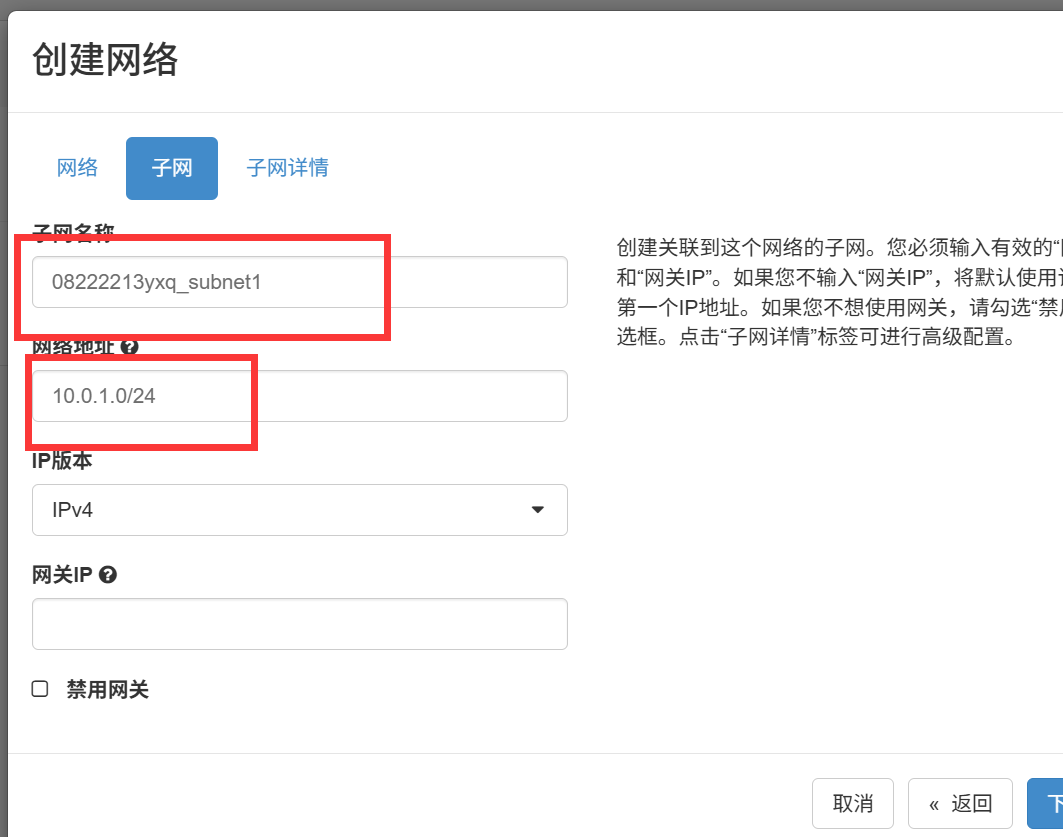 创建网络
网络 子网 子网详情
子网名称
08222213yxq_subnet1
网络地址
10.0.1.0/24
IP版本
IPv4
网关IP
禁用网关
创建关联到这个网络的子网。您必须输入有效的“
和“网关IP”。如果您不输入“网关IP”，将默认使用
第一个IP地址。如果您不想使用网关，请勾选“禁
选框。点击“子网详情”标签可进行高级配置。
取消 « 返回 下